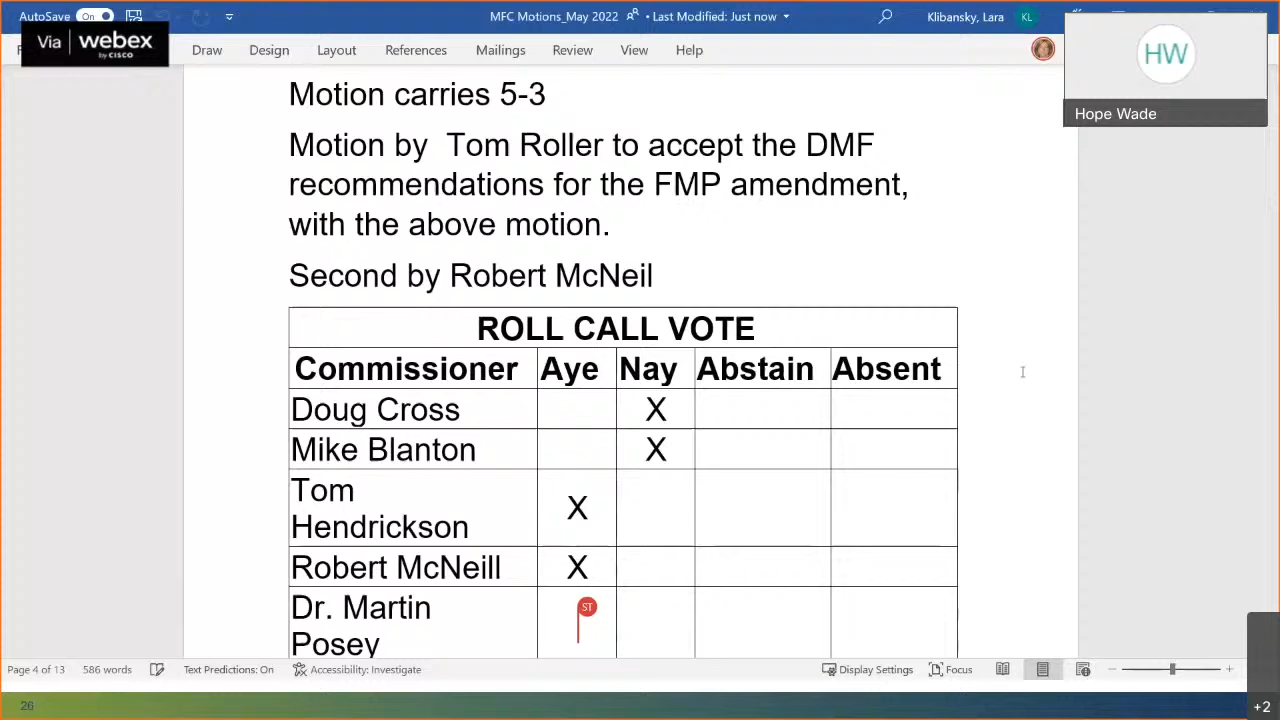 AutoSave On MFC Motions_May 2022 • Last Modified: Just now Klibansky, Lara KL
Via webex by CISCO
Draw Design Layout References Mailings Review View Help
HW
Hope Wade
Motion carries 5-3
Motion by Tom Roller to accept the DMF
recommendations for the FMP amendment,
with the above motion.
Second by Robert McNeil
ROLL CALL VOTE
Commissioner Aye Nay Abstain Absent
Doug Cross X
Mike Blanton X
Tom
Hendrickson X
Robert McNeill X
Dr. Martin ST
Posey
Page 4 of 13 586 words Text Predictions: On Accessibility: Investigate Display Settings Focus
26
+2